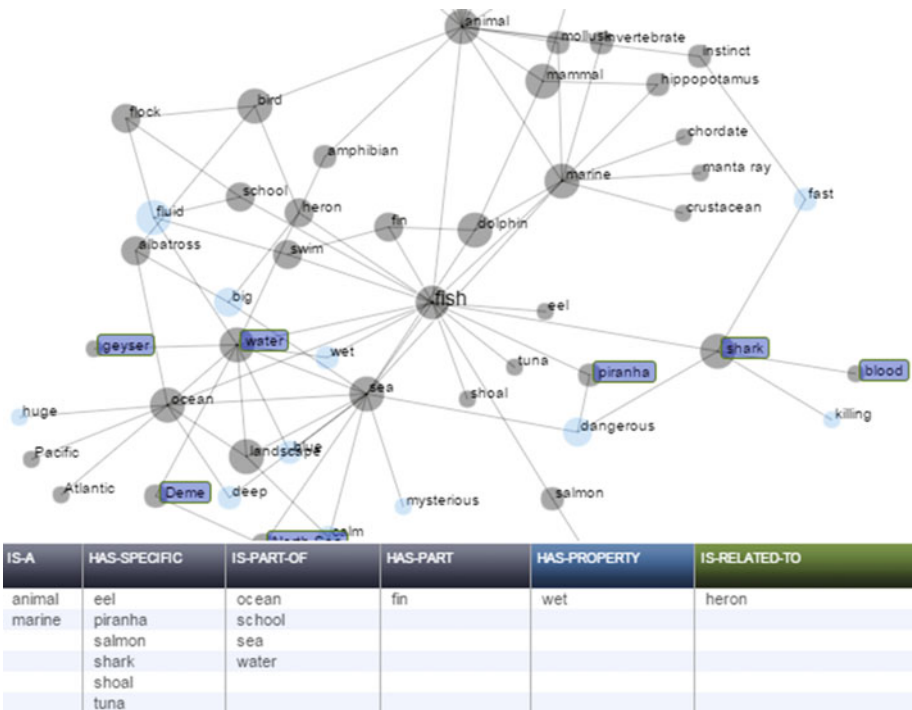 animal
mollusk
invertebrate
instinct
mammal
hippopotamus
bird
flock
chordate
amphibian
manta ray
marine
school
fast
heron
crustacean
fluid
fin
dolphin
albatross
swim
big
fish
eel
geyser
water
shark
wet
tuna
piranha
blood
sea
ocean
shoal
huge
dangerous
killing
landscape
blue
Pacific
Atlantic
Deme
deep
mysterious
salmon
calm
North Sea
IS-A HAS-SPECIFIC IS-PART-OF HAS-PART HAS-PROPERTY IS-RELATED-TO
animal eel ocean fin wet heron
marine piranha school
salmon sea
shark water
shoal
tuna